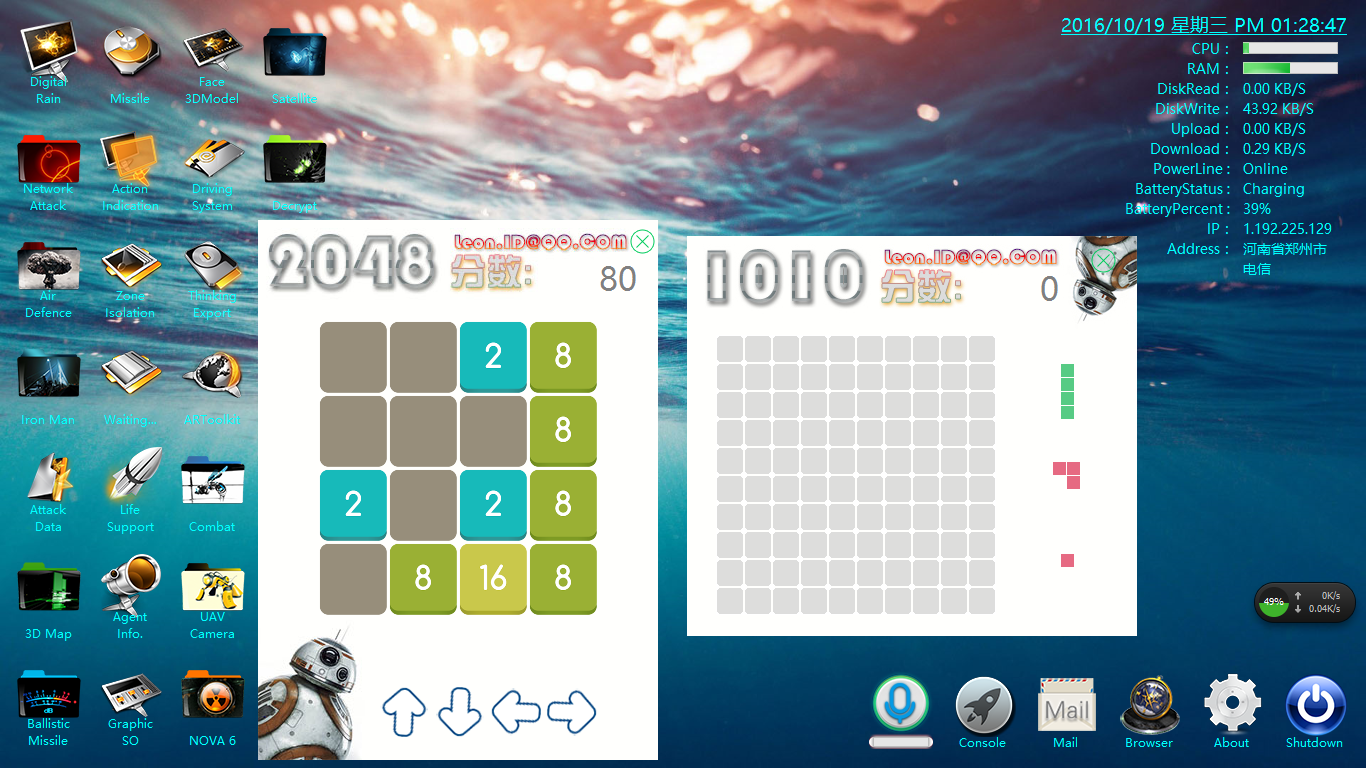 Digital
Rain
Missile
Face
3DModel
Satellite
Network
Attack
Action
Indication
Driving
System
Decrypt
Air
Defence
Zone
Isolation
Thinking
Export
Iron Man
Waiting...
Attack
Data
Life
Support
Combat
3D Map
Agent
Info.
UAV
Camera
Ballistic
Missile
Graphic
SO
NOVA 6
2048
Leon.ID@QQ.COM
分数:
80
2 8
8
2 2 8
8 16 8
1010
Leon.ID@QQ.COM
分数:
0
2016/10/19 星期三 PM 01:28:47
CPU :
RAM :
DiskRead : 0.00 KB/S
DiskWrite : 43.92 KB/S
Upload : 0.00 KB/S
Download : 0.29 KB/S
PowerLine : Online
BatteryStatus : Charging
BatteryPercent : 39%
IP : 1.192.225.129
Address : 河南省郑州市
电信
49%
0K/s
0.04K/s
Console
Mail
Mail
Browser
About
Shutdown